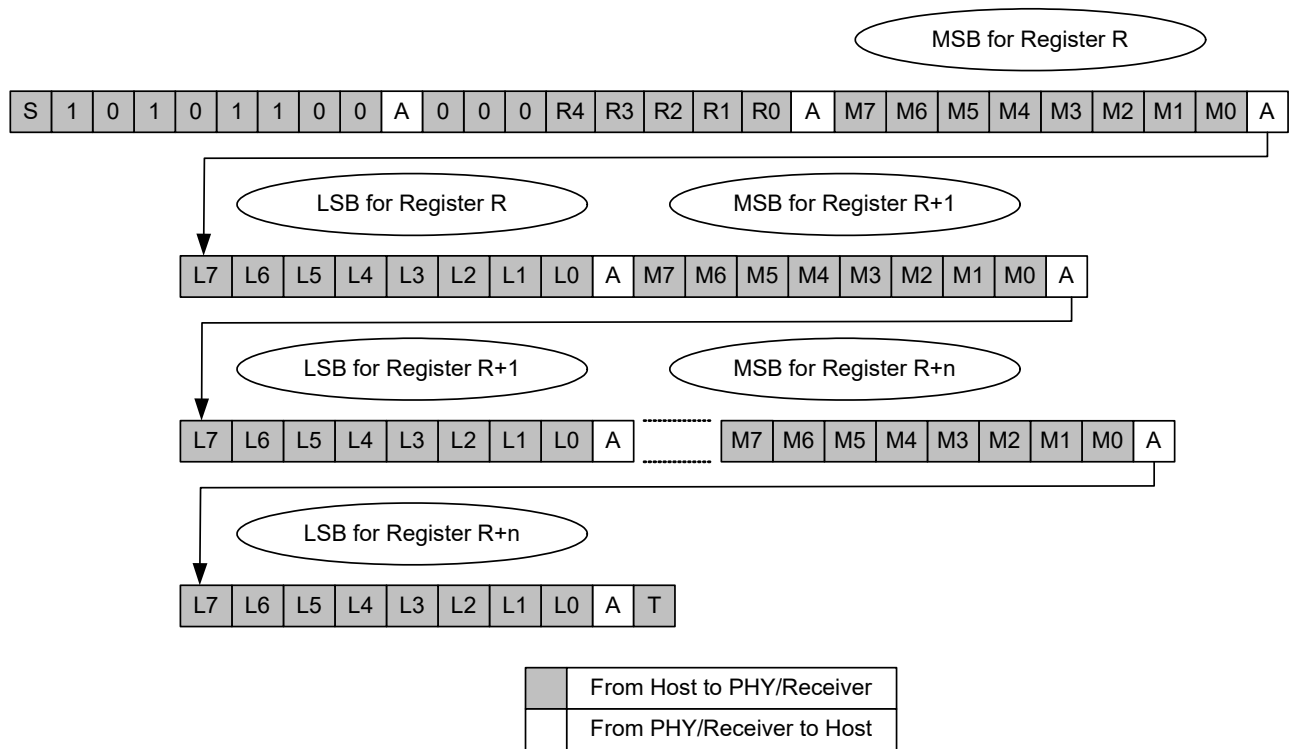 MSB for Register R
S 1 0 1 0 1 1 0 0 A 0 0 0 R4 R3 R2 R1 R0 A M7 M6 M5 M4 M3 M2 M1 M0 A
LSB for Register R MSB for Register R+1
L7 L6 L5 L4 L3 L2 L1 L0 A M7 M6 M5 M4 M3 M2 M1 M0 A
LSB for Register R+1 MSB for Register R+n
L7 L6 L5 L4 L3 L2 L1 L0 A M7 M6 M5 M4 M3 M2 M1 M0 A
LSB for Register R+n
L7 L6 L5 L4 L3 L2 L1 L0 A T
From Host to PHY/Receiver
From PHY/Receiver to Host